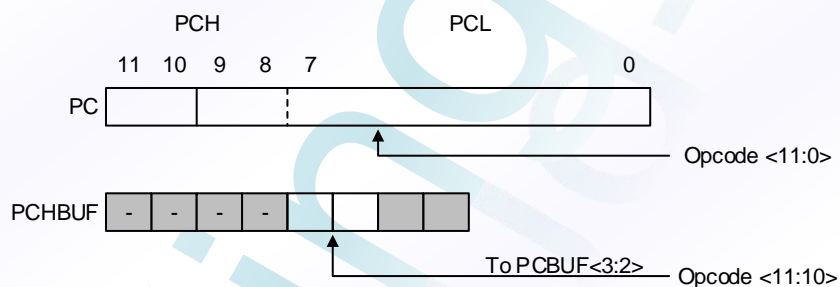 PCH PCL
11 10 9 8 7 0
PC
Opcode <11:0>
PCHBUF - - - -
To PCBUF<3:2>
Opcode <11:10>